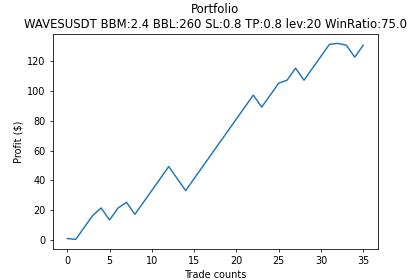 Portfolio
WAVESUSDT BBM:2.4 BBL:260 SL:0.8 TP:0.8 lev:20 WinRatio:75.0
Profit ($)
120
100
80
60
40
20
0
0 5 10 15 20 25 30 35
Trade counts